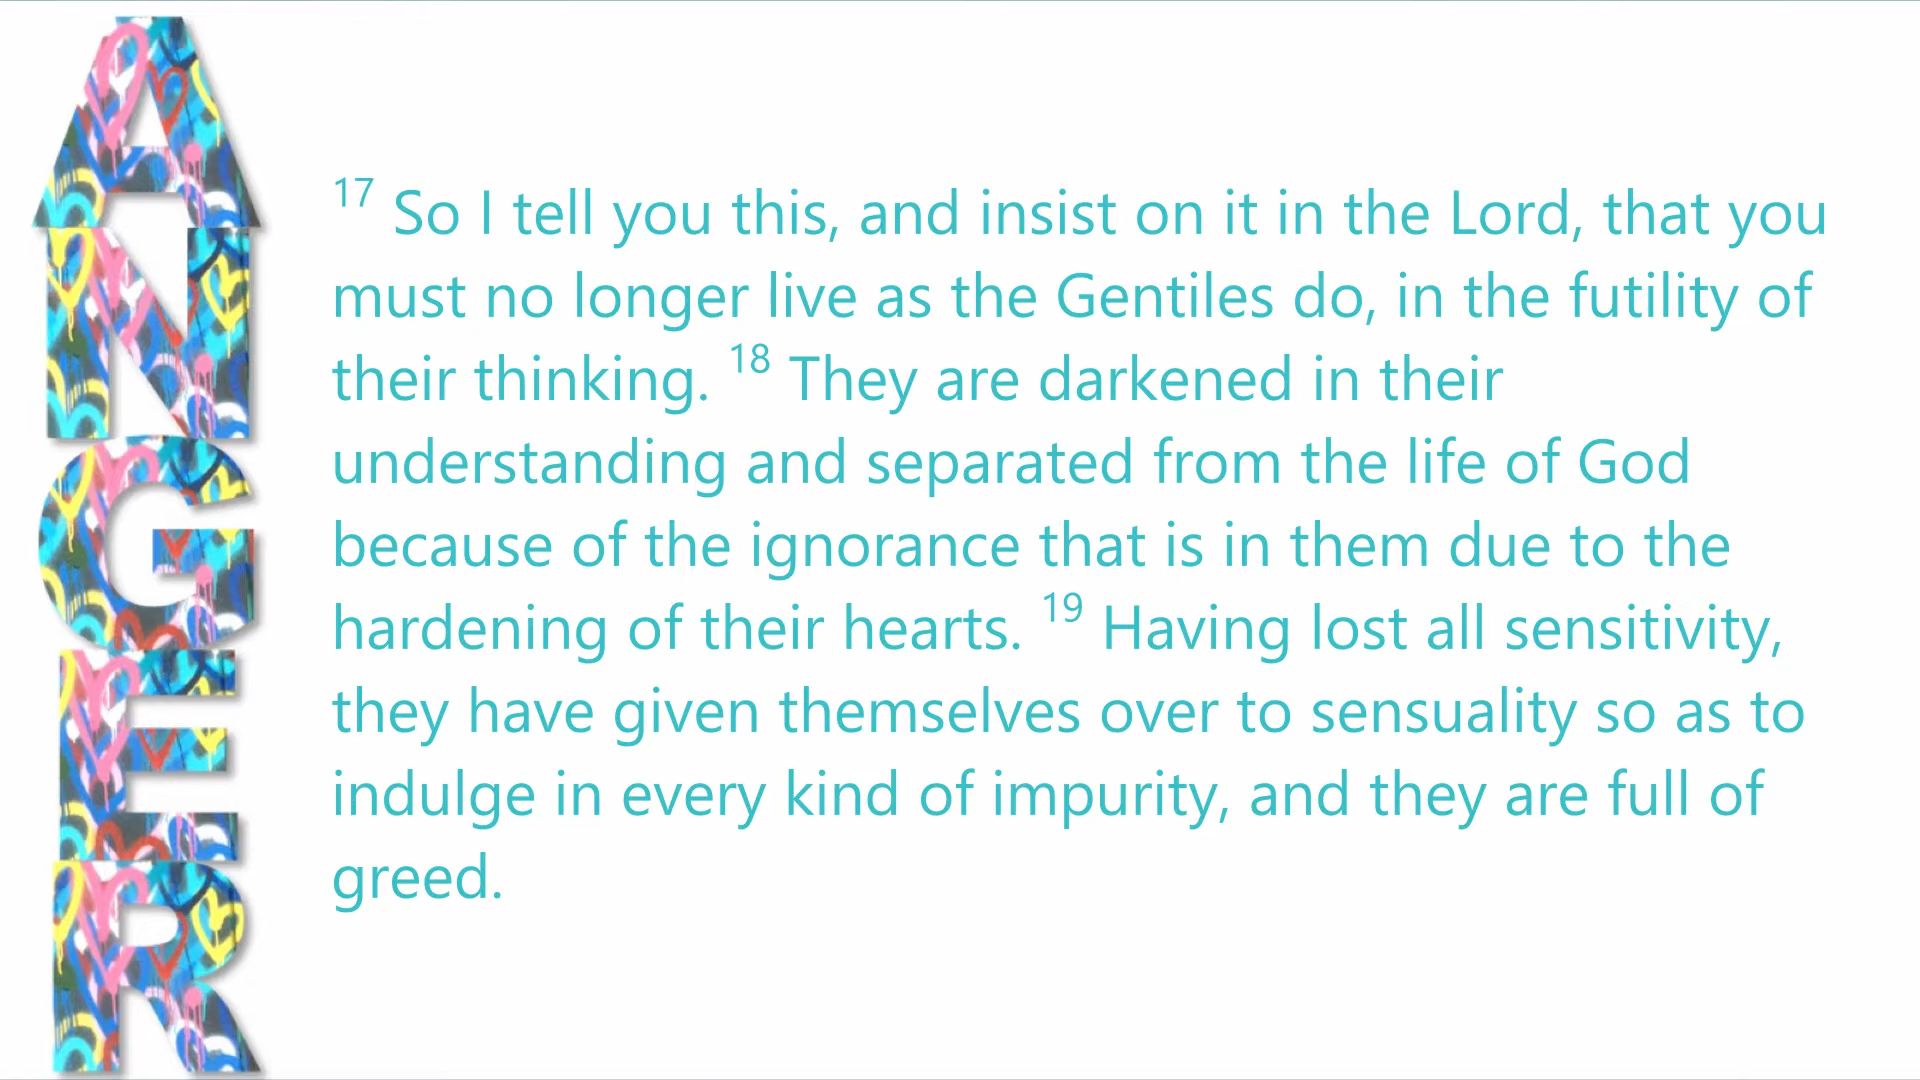 ANGER
17 So I tell you this, and insist on it in the Lord, that you
must no longer live as the Gentiles do, in the futility of
their thinking. 18 They are darkened in their
understanding and separated from the life of God
because of the ignorance that is in them due to the
hardening of their hearts. 19 Having lost all sensitivity,
they have given themselves over to sensuality so as to
indulge in every kind of impurity, and they are full of
greed.